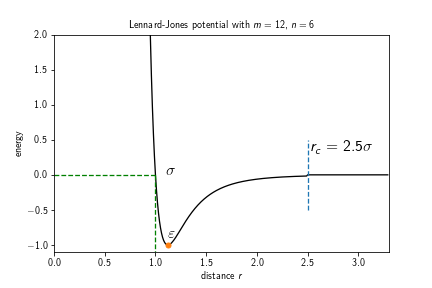 Lennard-Jones potential with m = 12, n = 6
2.0
1.5
1.0
0.5
0.0
−0.5
−1.0
energy
r_c = 2.5σ
σ
ε
0.0 0.5 1.0 1.5 2.0 2.5 3.0
distance r